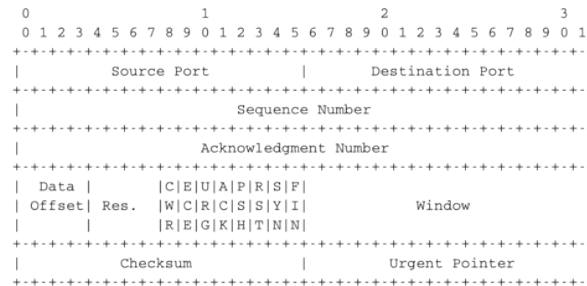 0                   1                   2                   3
0 1 2 3 4 5 6 7 8 9 0 1 2 3 4 5 6 7 8 9 0 1 2 3 4 5 6 7 8 9 0 1
+-+-+-+-+-+-+-+-+-+-+-+-+-+-+-+-+-+-+-+-+-+-+-+-+-+-+-+-+-+-+-+-
|          Source Port          |       Destination Port
+-+-+-+-+-+-+-+-+-+-+-+-+-+-+-+-+-+-+-+-+-+-+-+-+-+-+-+-+-+-+-+-
|                        Sequence Number
+-+-+-+-+-+-+-+-+-+-+-+-+-+-+-+-+-+-+-+-+-+-+-+-+-+-+-+-+-+-+-+-
|                    Acknowledgment Number
+-+-+-+-+-+-+-+-+-+-+-+-+-+-+-+-+-+-+-+-+-+-+-+-+-+-+-+-+-+-+-+-
|  Data |       |C|E|U|A|P|R|S|F|
| Offset| Res.  |W|C|R|C|S|S|Y|I|            Window
|       |       |R|E|G|K|H|T|N|N|
+-+-+-+-+-+-+-+-+-+-+-+-+-+-+-+-+-+-+-+-+-+-+-+-+-+-+-+-+-+-+-+-
|           Checksum            |         Urgent Pointer
+-+-+-+-+-+-+-+-+-+-+-+-+-+-+-+-+-+-+-+-+-+-+-+-+-+-+-+-+-+-+-+-